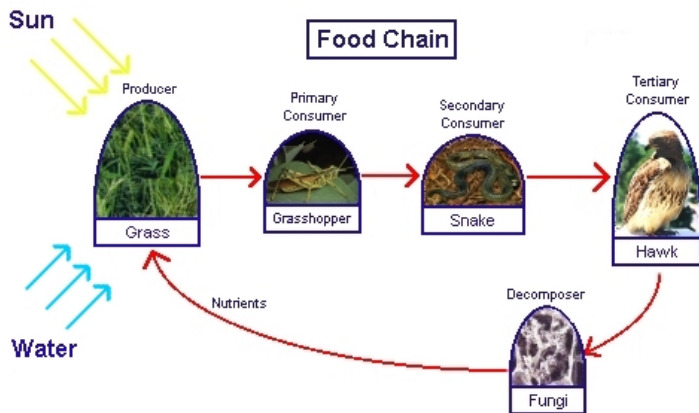 Sun
Food Chain
Producer
Primary
Consumer
Secondary
Consumer
Tertiary
Consumer
Grass
Grasshopper
Snake
Hawk
Nutrients
Decomposer
Water
Fungi